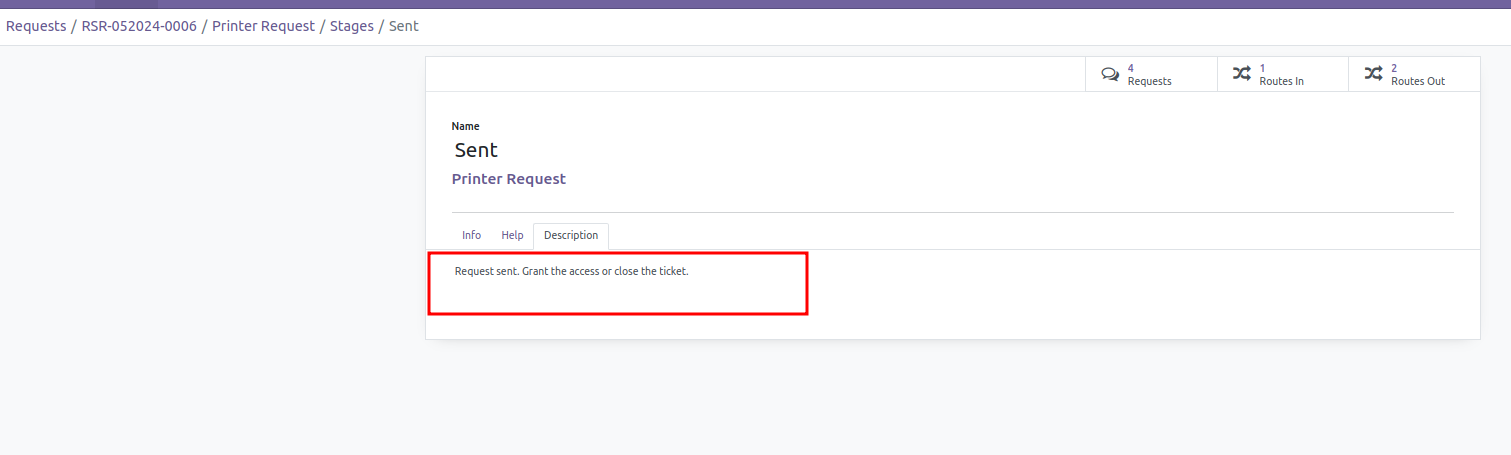 Requests / RSR-052024-0006 / Printer Request / Stages / Sent
4
Requests
1
Routes In
2
Routes Out
Name
Sent
Printer Request
Info Help Description
Request sent. Grant the access or close the ticket.